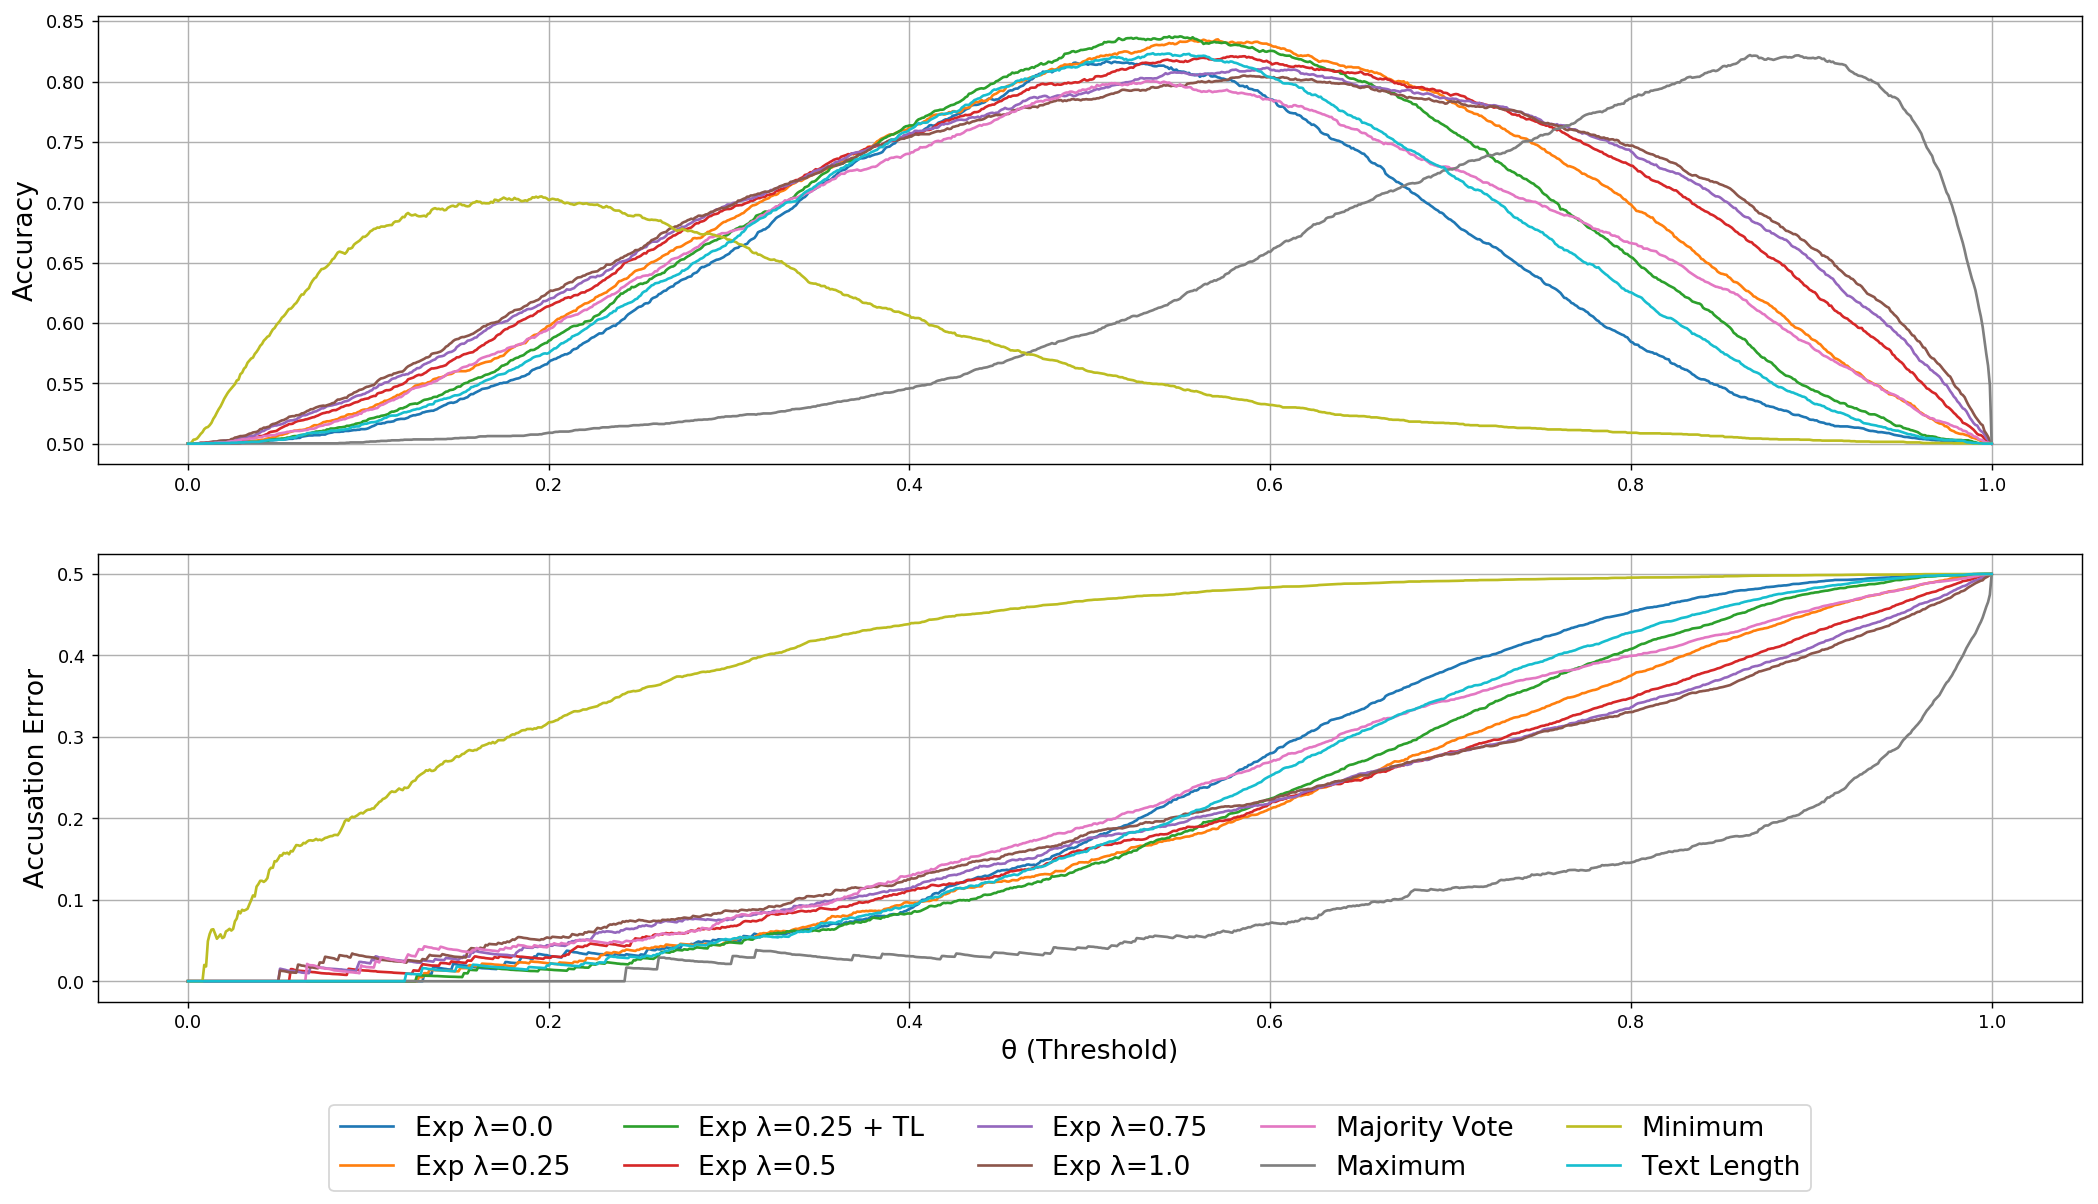 0.85
0.80
0.75
0.70
0.65
0.60
0.55
0.50
Accuracy
0.0 0.2 0.4 0.6 0.8 1.0
0.5
0.4
0.3
0.2
0.1
0.0
Accusation Error
0.0 0.2 0.4 0.6 0.8 1.0
θ (Threshold)
Exp λ=0.0 Exp λ=0.25 + TL Exp λ=0.75 Majority Vote Minimum
Exp λ=0.25 Exp λ=0.5 Exp λ=1.0 Maximum Text Length